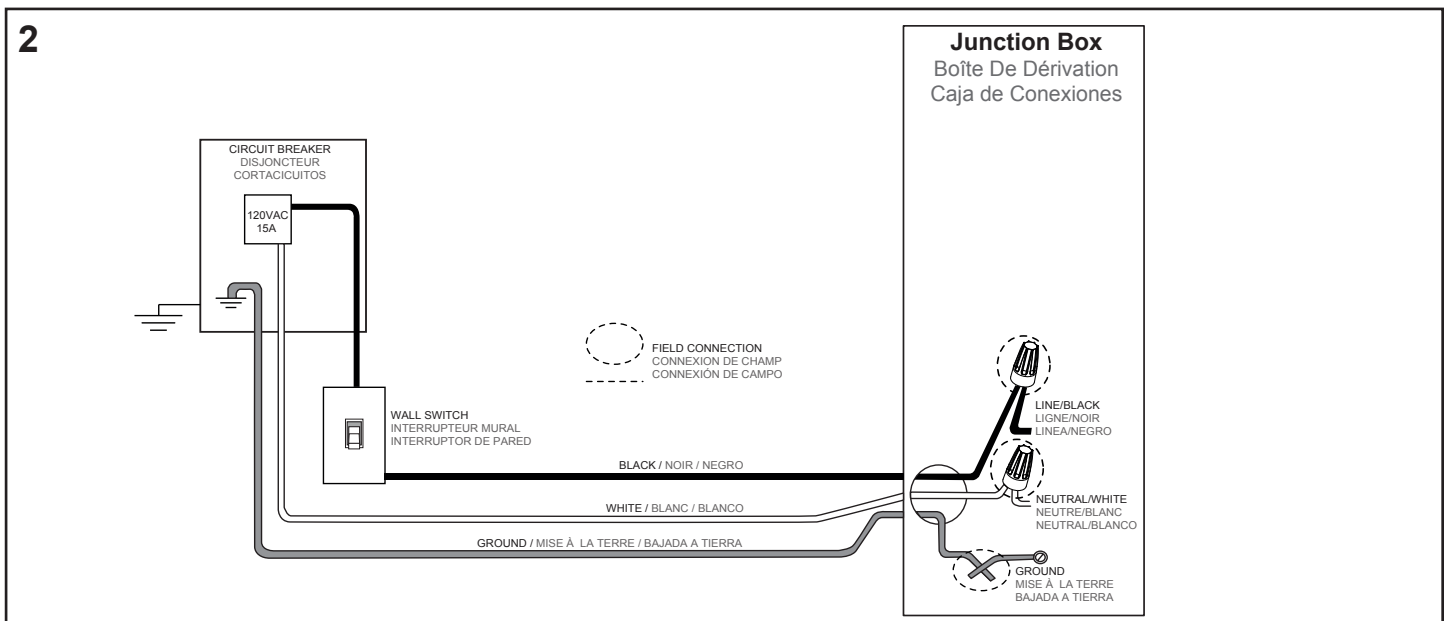 2
Junction Box
Boîte De Dérivation
Caja de Conexiones
CIRCUIT BREAKER
DISJONCTEUR
CORTACICUITOS
120VAC
15A
FIELD CONNECTION
CONNEXION DE CHAMP
CONNEXIÓN DE CAMPO
WALL SWITCH
INTERRUPTEUR MURAL
INTERRUPTOR DE PARED
LINE/BLACK
LIGNE/NOIR
LINEA/NEGRO
BLACK / NOIR / NEGRO
NEUTRAL/WHITE
NEUTRE/BLANC
NEUTRAL/BLANCO
WHITE / BLANC / BLANCO
GROUND / MISE À LA TERRE / BAJADA A TIERRA
GROUND
MISE À LA TERRE
BAJADA A TIERRA